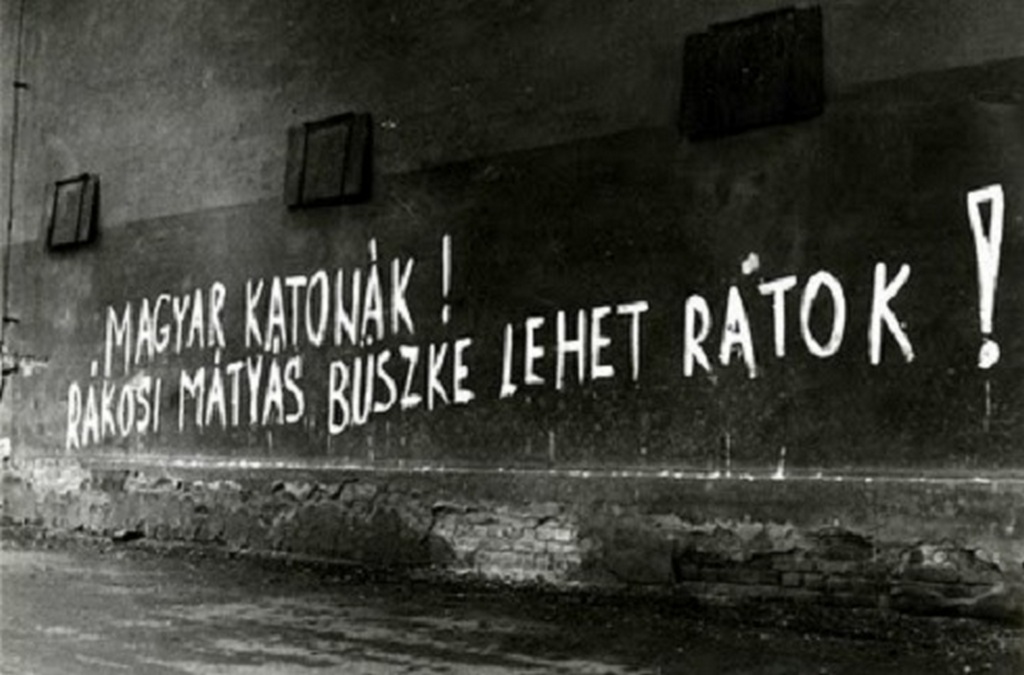 MAGYAR KATONÁK!
RÁKOSI MÁTYÁS BÜSZKE LEHET RÁTOK!